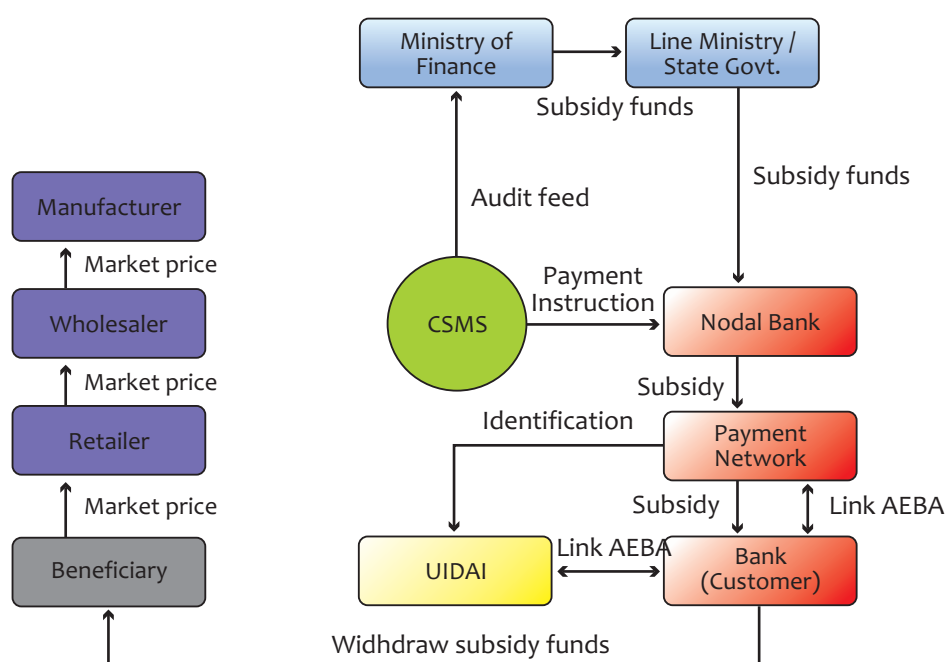 Ministry of
Finance
Line Ministry /
State Govt.
Subsidy funds
Subsidy funds
Audit feed
Manufacturer
Market price
Wholesaler
Market price
Retailer
Market price
Beneficiary
CSMS
Payment
Instruction
Nodal Bank
Subsidy
Identification
Payment
Network
Subsidy
Link AEBA
UIDAI
Link AEBA
Bank
(Customer)
Widhdraw subsidy funds